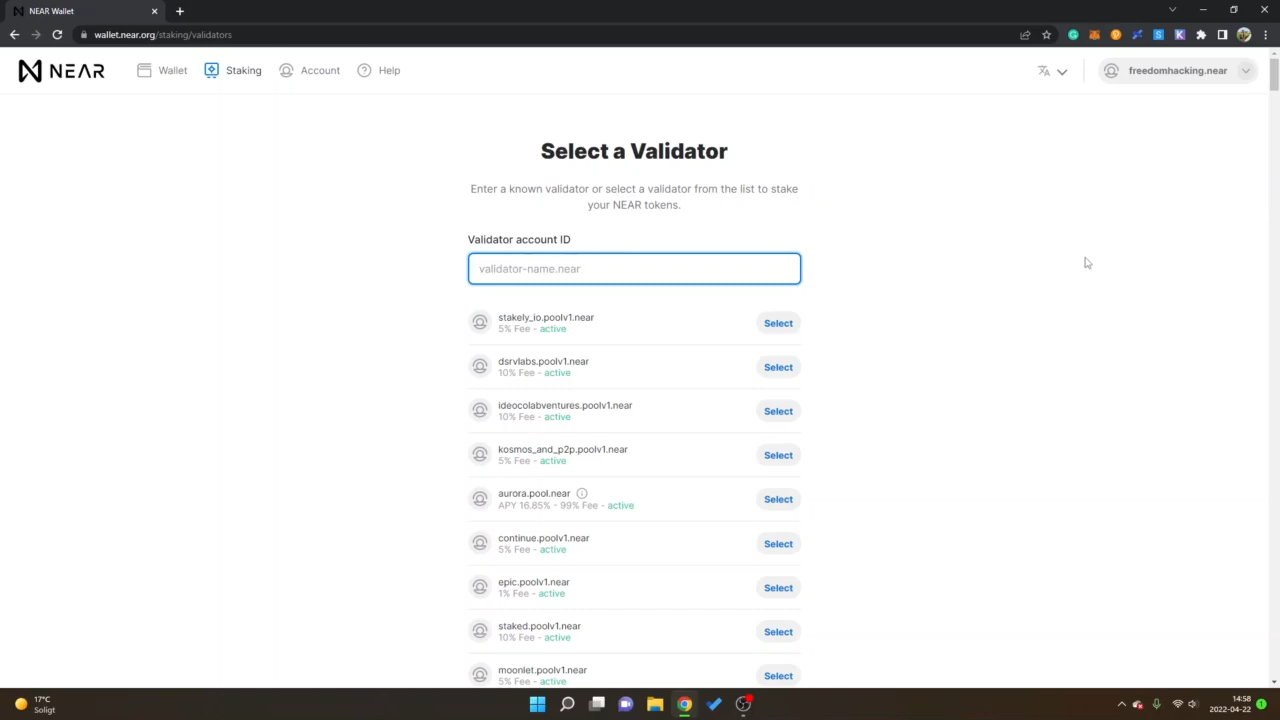 NEAR Wallet
wallet.near.org/staking/validators
NEAR
Wallet
Staking
Account
Help
freedomhacking.near
Select a Validator
Enter a known validator or select a validator from the list to stake
your NEAR tokens.
Validator account ID
validator-name.near
stakely_io.poolv1.near
5% Fee - active
Select
dsrvlabs.poolv1.near
10% Fee - active
Select
ideocolabventures.poolv1.near
10% Fee - active
Select
kosmos_and_p2p.poolv1.near
5% Fee - active
Select
aurora.pool.near
APY 16.85% - 99% Fee - active
Select
continue.poolv1.near
5% Fee - active
Select
epic.poolv1.near
1% Fee - active
Select
staked.poolv1.near
10% Fee - active
Select
moonlet.poolv1.near
5% Fee - active
Select
17°C
Soligt
14:58
2022-04-22